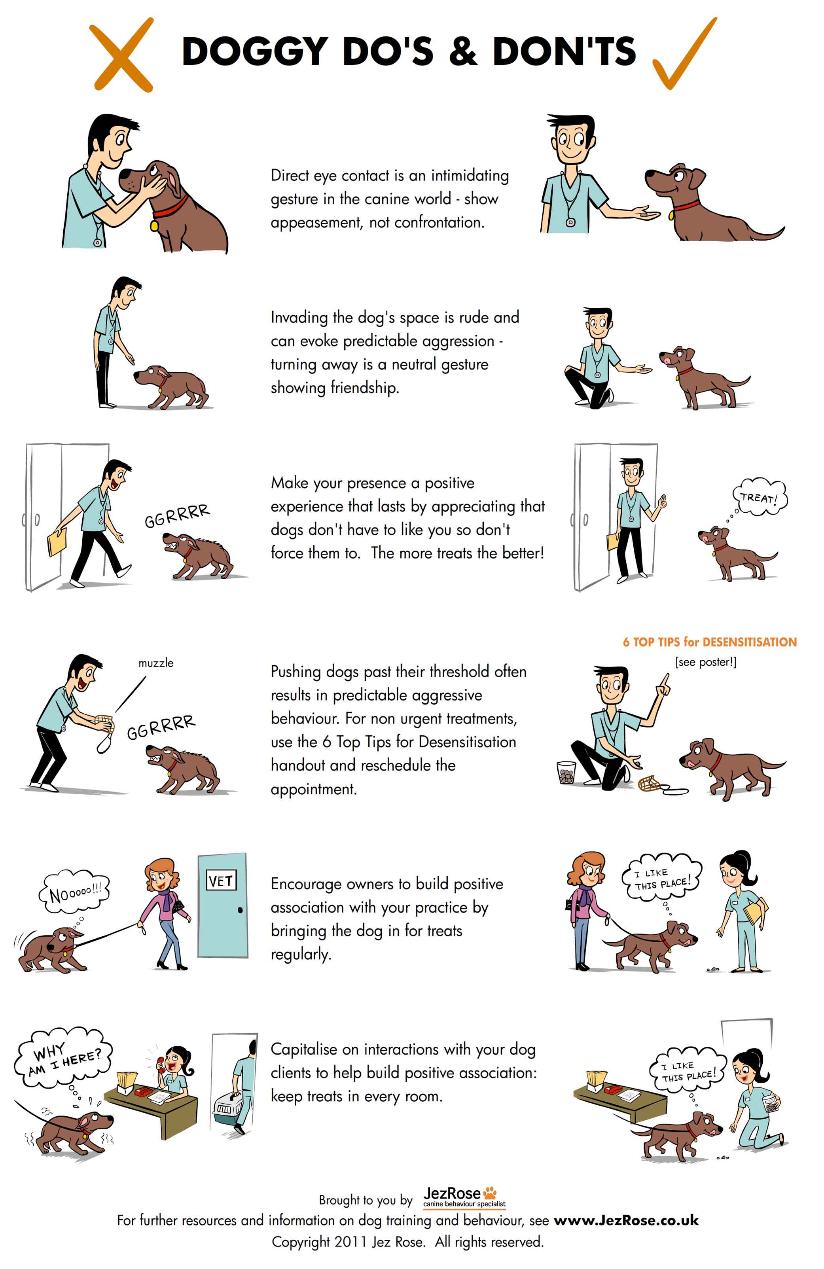 DOGGY DO'S & DON'TS
Direct eye contact is an intimidating
gesture in the canine world - show
appeasement, not confrontation.
Invading the dog's space is rude and
can evoke predictable aggression -
turning away is a neutral gesture
showing friendship.
GGRRRR
Make your presence a positive
experience that lasts by appreciating that
dogs don't have to like you so don't
force them to.  The more treats the better!
TREAT!
muzzle
GGRRRR
Pushing dogs past their threshold often
results in predictable aggressive
behaviour. For non urgent treatments,
use the 6 Top Tips for Desensitisation
handout and reschedule the
appointment.
6 TOP TIPS for DESENSITISATION
[see poster!]
NOOOOO!!!
VET
Encourage owners to build positive
association with your practice by
bringing the dog in for treats
regularly.
I LIKE
THIS PLACE!
WHY
AM I HERE?
Capitalise on interactions with your dog
clients to help build positive association:
keep treats in every room.
I LIKE
THIS PLACE!
Brought to you by JezRose
canine behaviour specialist
For further resources and information on dog training and behaviour, see www.JezRose.co.uk
Copyright 2011 Jez Rose.  All rights reserved.